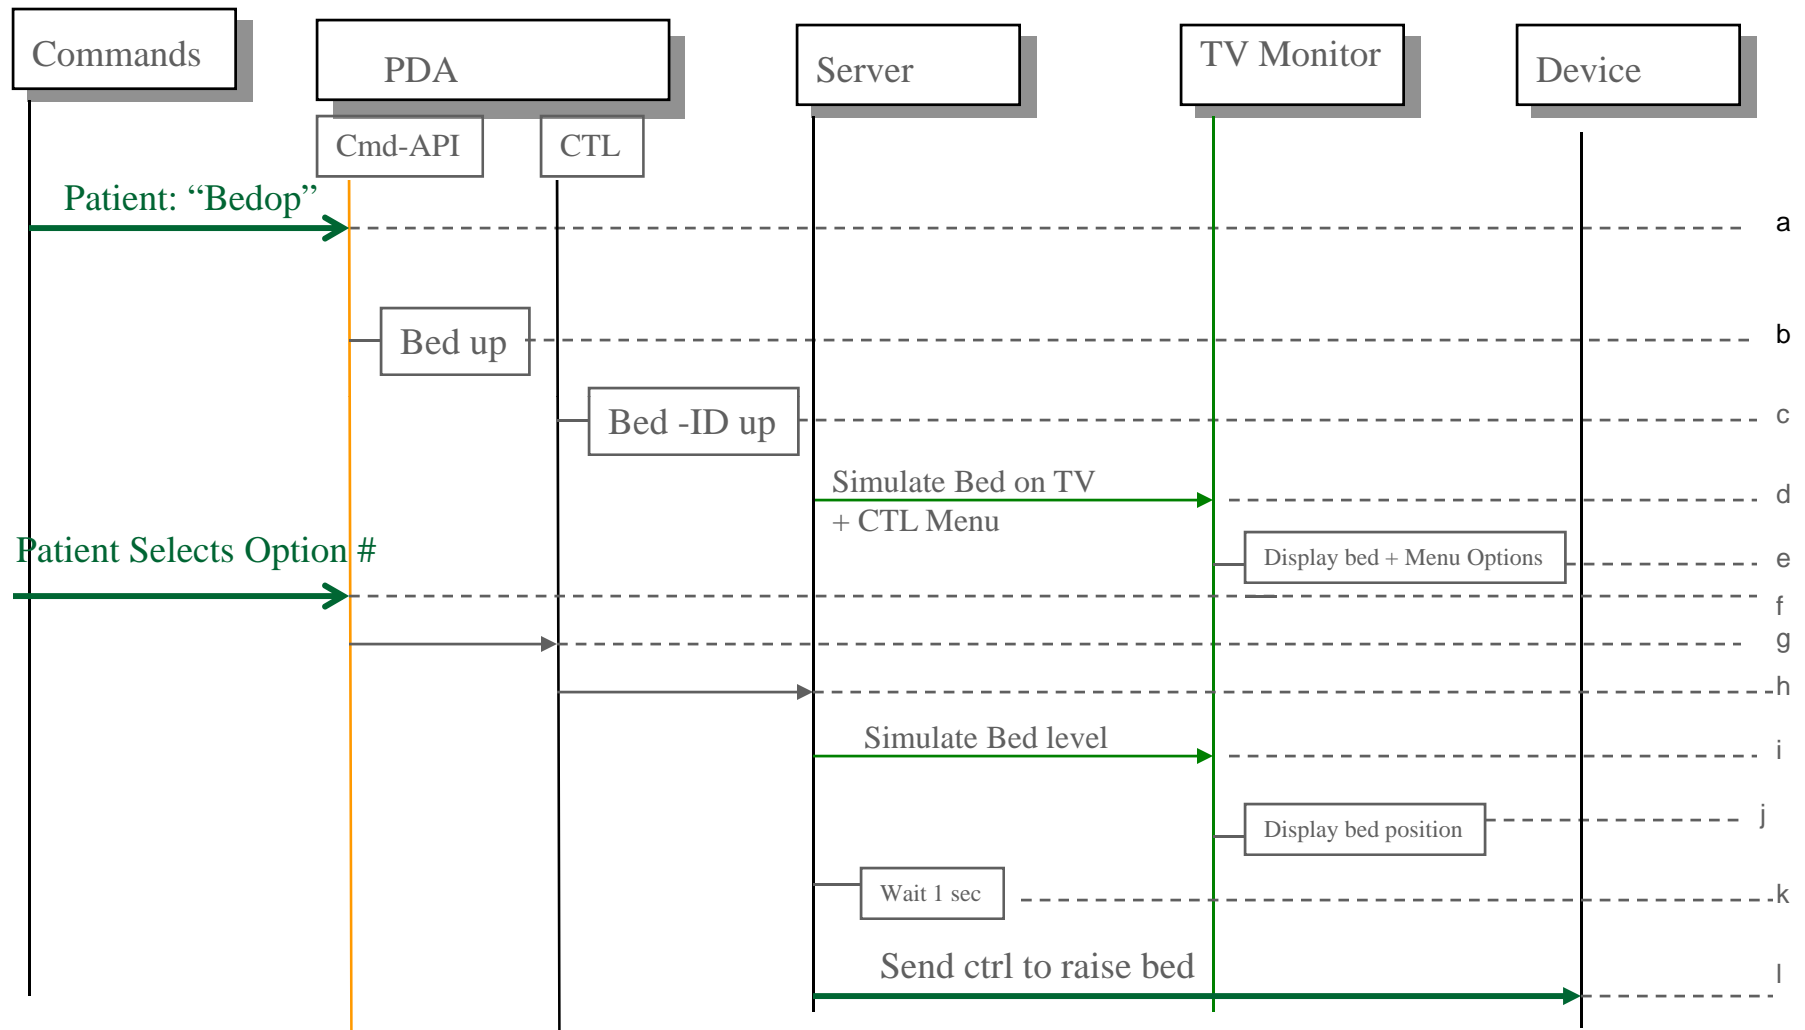 Commands
PDA
Server
TV Monitor
Device
Cmd-API
CTL
Patient: “Bedop”
a
Bed up
b
Bed -ID up
c
Simulate Bed on TV
+ CTL Menu
d
Patient Selects Option #
Display bed + Menu Options
e
f
g
h
Simulate Bed level
i
Display bed position
j
Wait 1 sec
k
Send ctrl to raise bed
l